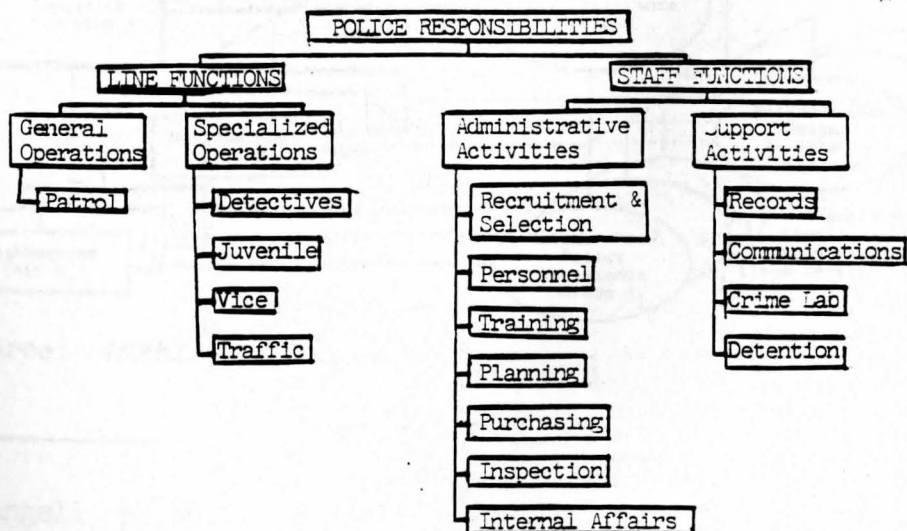 POLICE RESPONSIBILITIES
LINE FUNCTIONS
STAFF FUNCTIONS
General
Operations
Patrol
Specialized
Operations
Detectives
Juvenile
Vice
Traffic
Administrative
Activities
Recruitment &
Selection
Personnel
Training
Planning
Purchasing
Inspection
Internal Affairs
Support
Activities
Records
Communications
Crime Lab
Detention